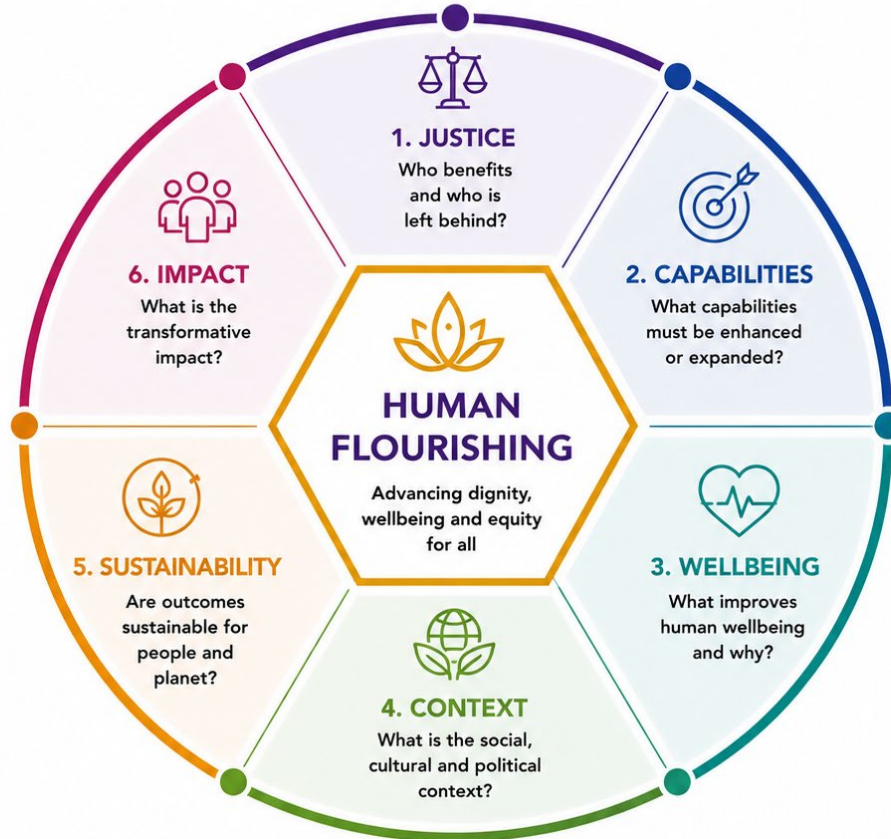 1. JUSTICE
Who benefits
and who is
left behind?
2. CAPABILITIES
What capabilities
must be enhanced
or expanded?
3. WELLBEING
What improves
human wellbeing
and why?
4. CONTEXT
What is the social,
cultural and political
context?
5. SUSTAINABILITY
Are outcomes
sustainable for
people and
planet?
6. IMPACT
What is the
transformative
impact?
HUMAN
FLOURISHING
Advancing dignity,
wellbeing and equity
for all